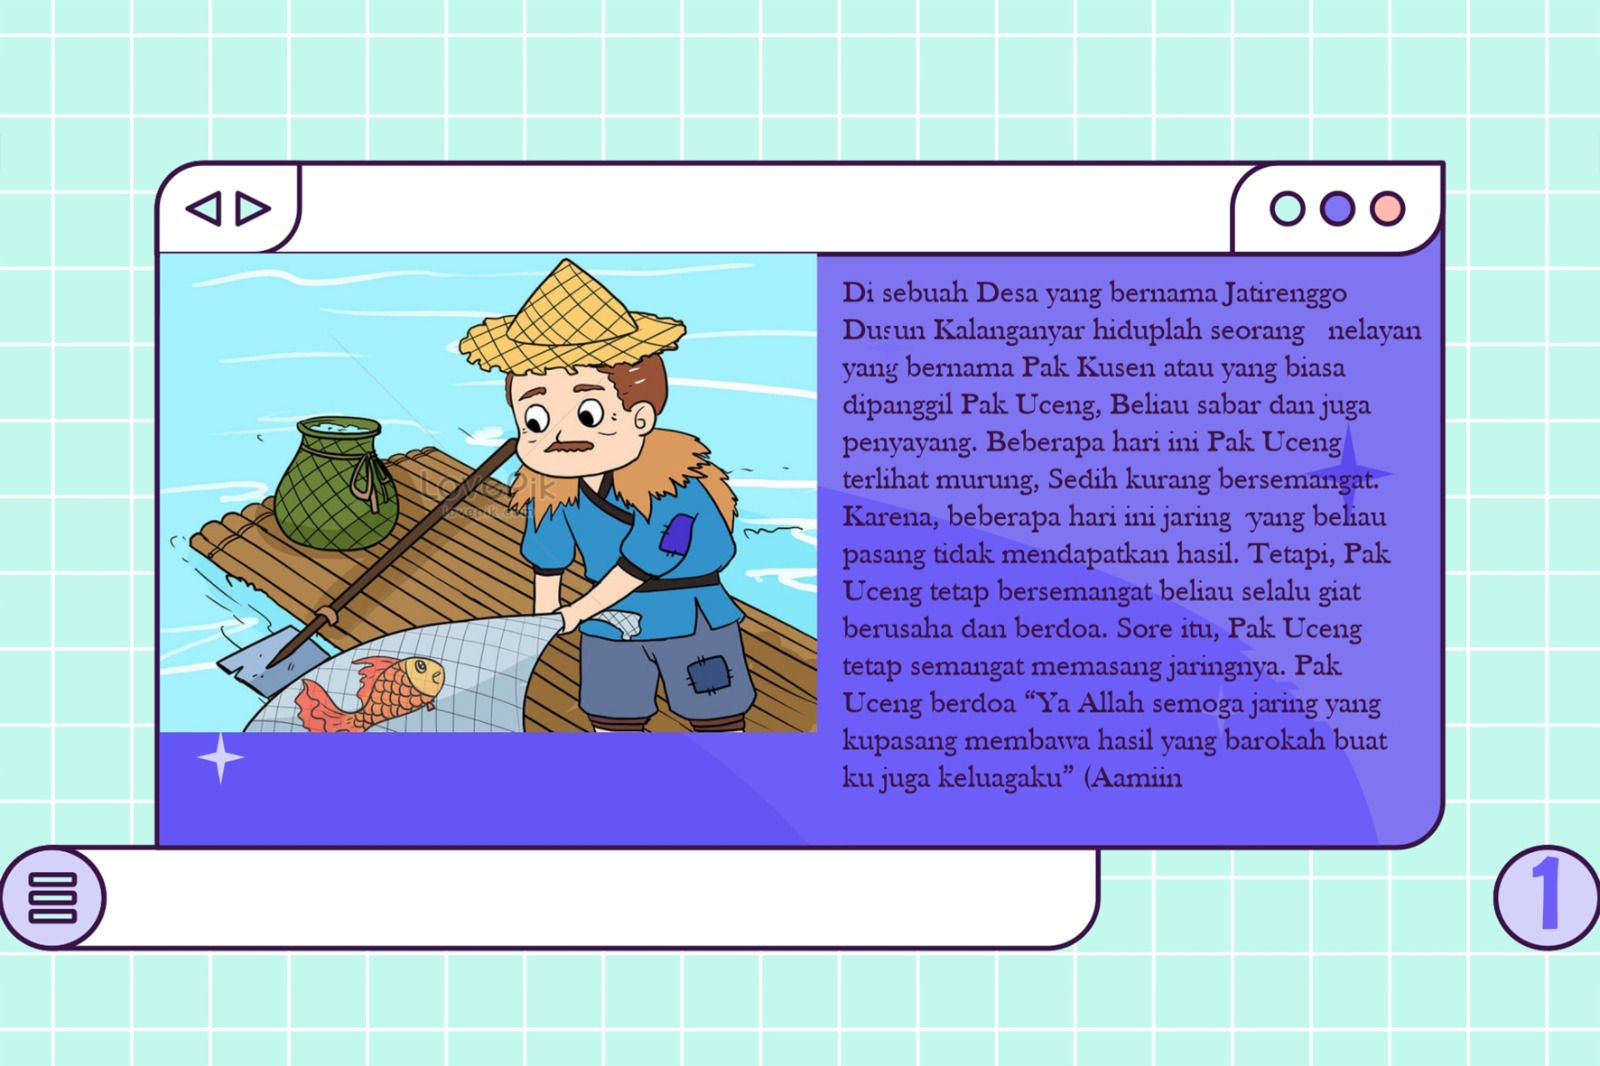 Di sebuah Desa yang bernama Jatirenggo
Dusun Kalanganyar hiduplah seorang nelayan
yang bernama Pak Kusen atau yang biasa
dipanggil Pak Uceng, Beliau sabar dan juga
penyayang. Beberapa hari ini Pak Uceng
terlihat murung, Sedih kurang bersemangat.
Karena, beberapa hari ini jaring yang beliau
pasang tidak mendapatkan hasil. Tetapi, Pak
Uceng tetap bersemangat beliau selalu giat
berusaha dan berdoa. Sore itu, Pak Uceng
tetap semangat memasang jaringnya. Pak
Uceng berdoa “Ya Allah semoga jaring yang
kupasang membawa hasil yang barokah buat
ku juga keluagaku” (Aamiin
LovePik
lovepik.com
1